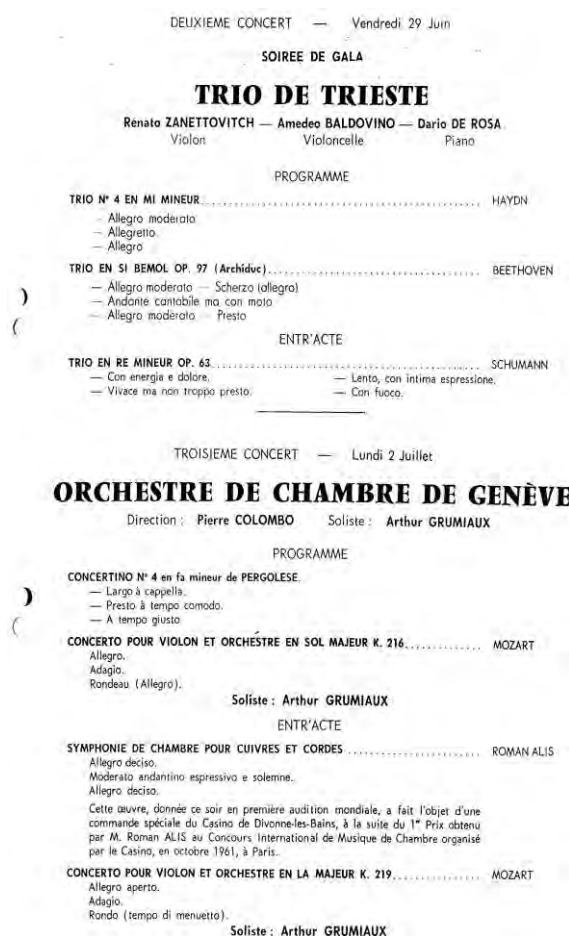 DEUXIEME CONCERT — Vendredi 29 Juin
SOIREE DE GALA
TRIO DE TRIESTE
Renato ZANETTOVITCH — Amedeo BALDOVINO — Dario DE ROSA
Violon Violoncelle Piano
PROGRAMME
TRIO Nº 4 EN MI MINEUR HAYDN
— Allegro moderato
— Allegretto.
— Allegro
TRIO EN SI BEMOL OP. 97 (Archiduc) BEETHOVEN
— Allegro moderato — Scherzo (allegro)
— Andante cantabile ma con moto
— Allegro moderato — Presto
ENTR'ACTE
TRIO EN RE MINEUR OP. 63 SCHUMANN
— Con energia e dolore. — Lento, con intima espressione.
— Vivace ma non troppo presto. — Con fuoco.
TROISIEME CONCERT — Lundi 2 Juillet
ORCHESTRE DE CHAMBRE DE GENÈVE
Direction : Pierre COLOMBO Soliste : Arthur GRUMIAUX
PROGRAMME
CONCERTINO Nº 4 en fa mineur de PERGOLESE.
— Largo à cappella.
— Presto à tempo comodo.
— A tempo giusto
CONCERTO POUR VIOLON ET ORCHESTRE EN SOL MAJEUR K. 216 MOZART
Allegro.
Adagio.
Rondeau (Allegro).
Soliste : Arthur GRUMIAUX
ENTR'ACTE
SYMPHONIE DE CHAMBRE POUR CUIVRES ET CORDES ROMAN ALIS
Allegro deciso.
Moderato andantino espressivo e solemne.
Allegro deciso.
Cette œuvre, donnée ce soir en première audition mondiale, a fait l'objet d'une
commande spéciale du Casino de Divonne-les-Bains, à la suite du 1er Prix obtenu
par M. Roman ALIS au Concours International de Musique de Chambre organisé
par le Casino, en octobre 1961, à Paris.
CONCERTO POUR VIOLON ET ORCHESTRE EN LA MAJEUR K. 219 MOZART
Allegro aperto.
Adagio.
Rondo (tempo di menuetto).
Soliste : Arthur GRUMIAUX